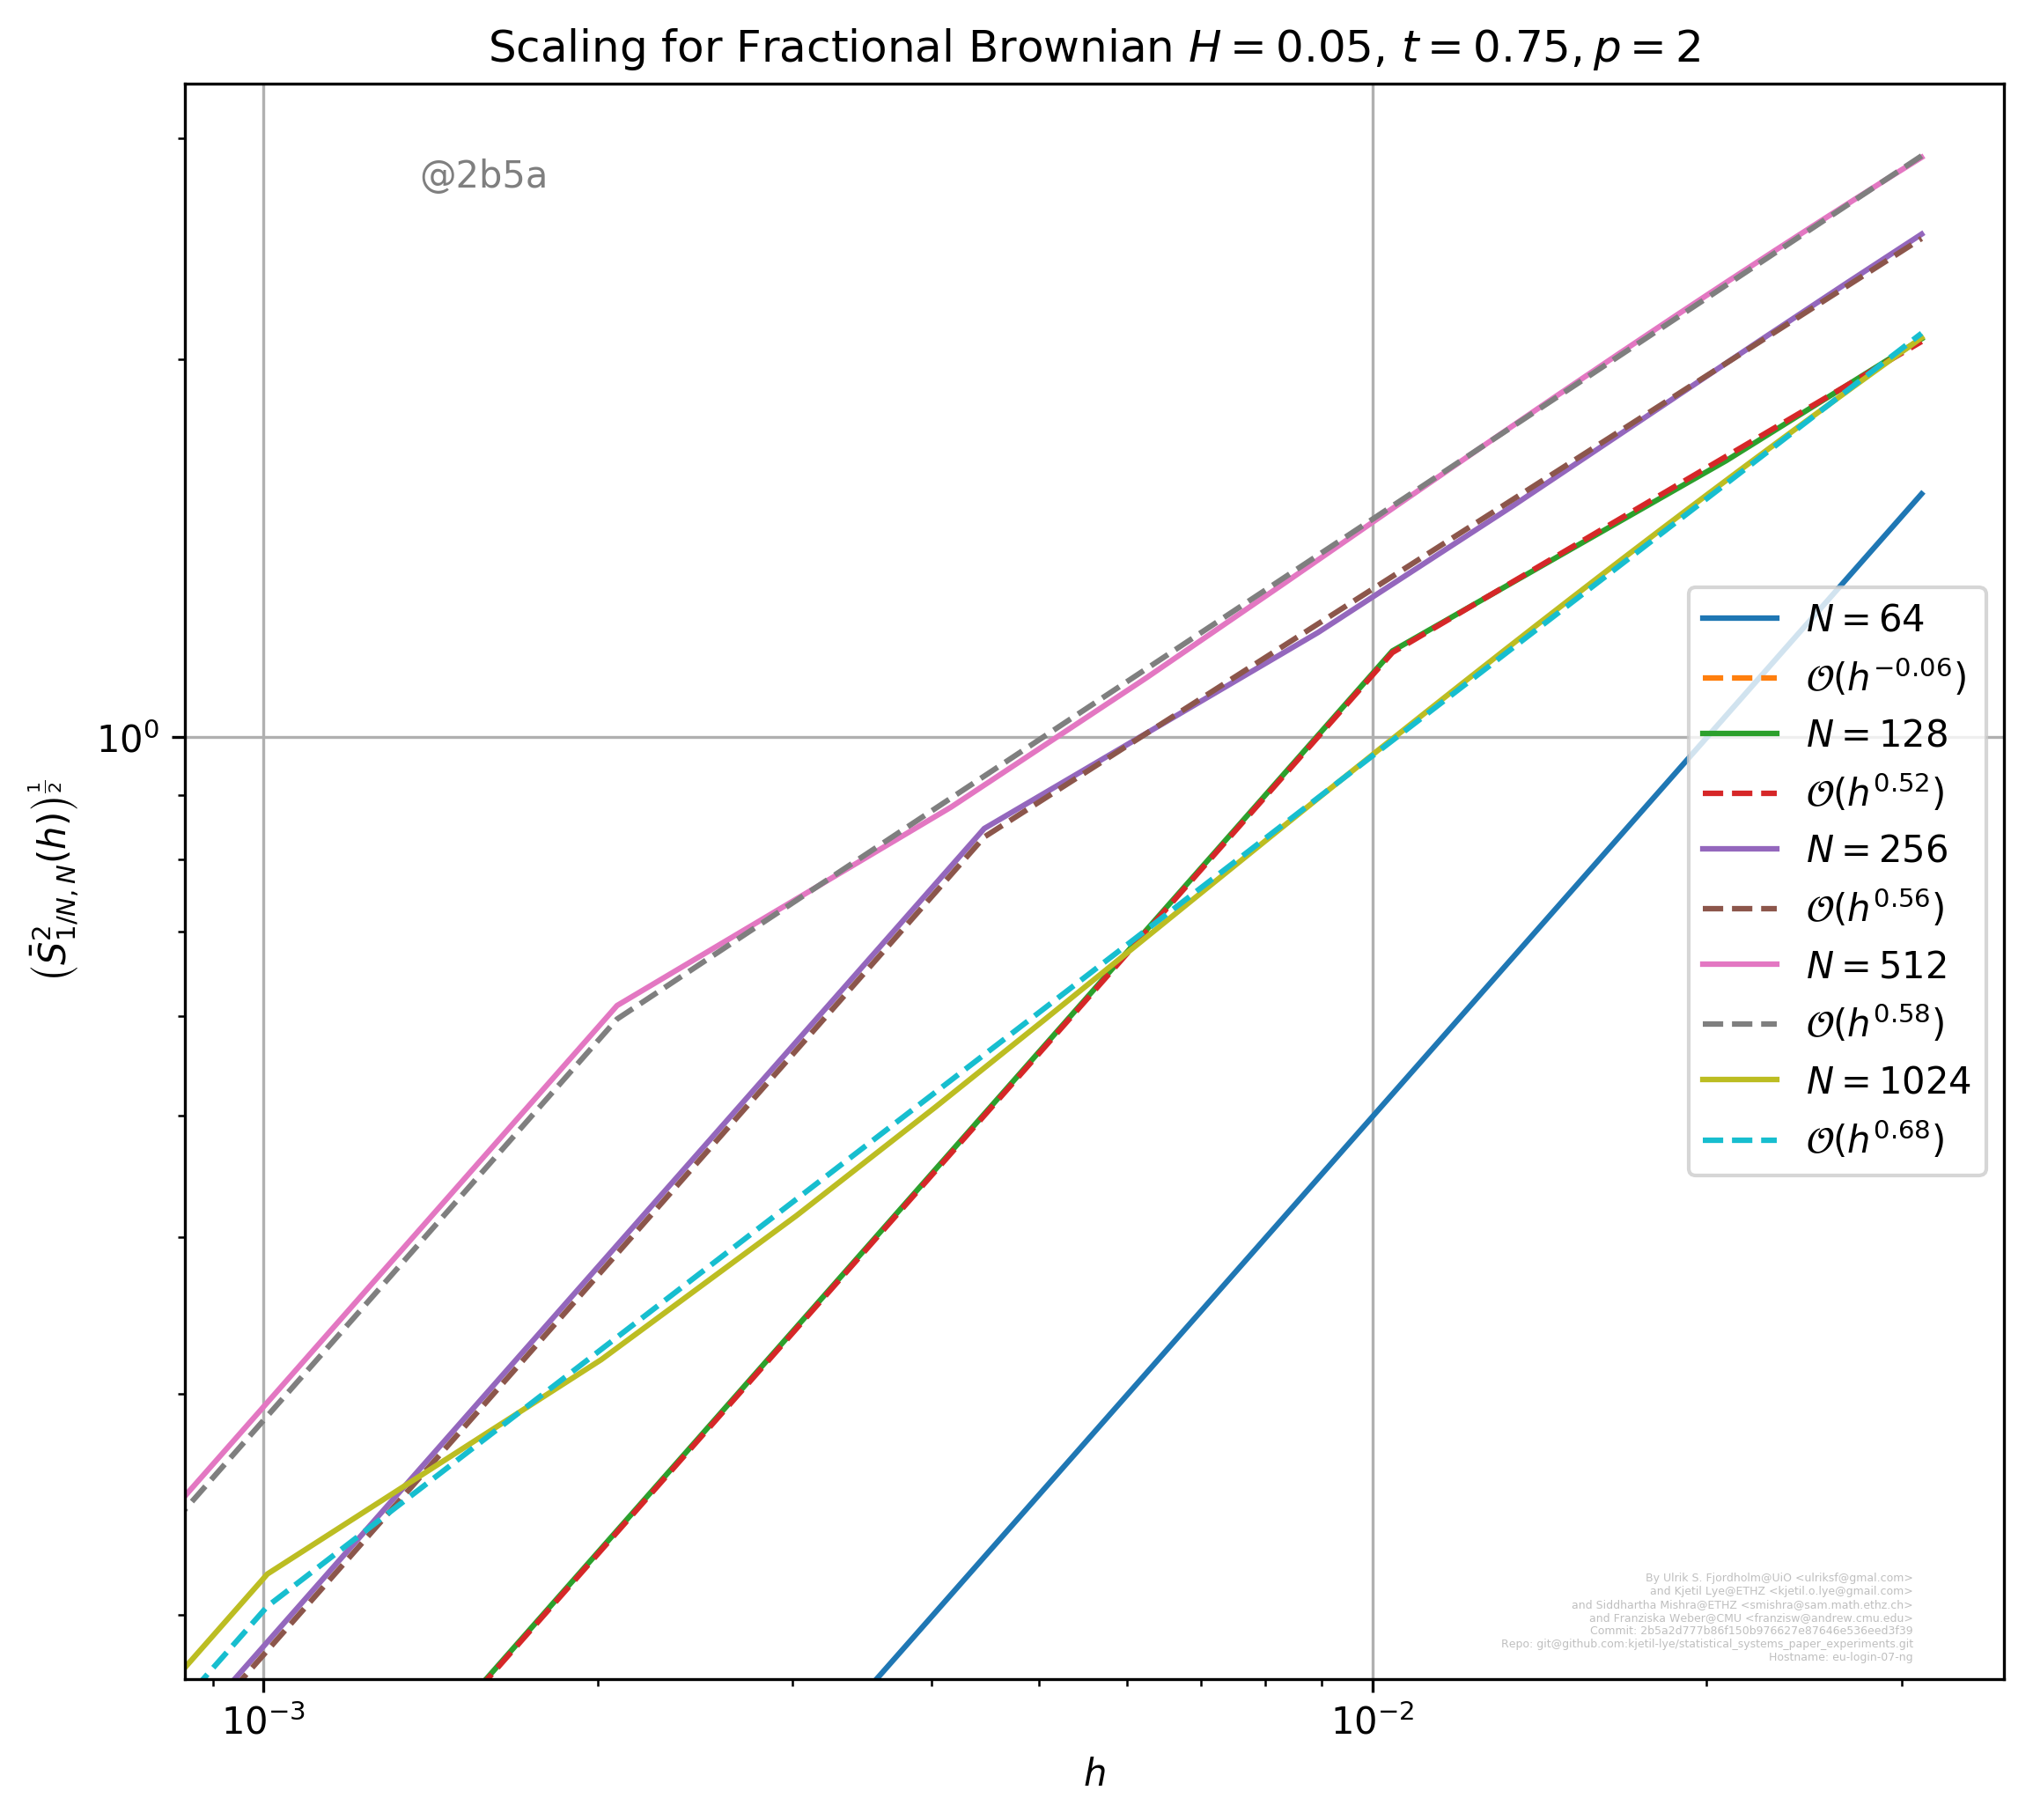 Scaling for Fractional Brownian H = 0.05, t = 0.75, p = 2
@2b5a
10⁰
(S̄²_{1/N, N}(h))^{1/2}
N = 64
𝒪(h^{−0.06})
N = 128
𝒪(h^{0.52})
N = 256
𝒪(h^{0.56})
N = 512
𝒪(h^{0.58})
N = 1024
𝒪(h^{0.68})
By Ulrik S. Fjordholm@UiO <ulriksf@gmal.com>
and Kjetil Lye@ETHZ <kjetil.o.lye@gmail.com>
and Siddhartha Mishra@ETHZ <smishra@sam.math.ethz.ch>
and Franziska Weber@CMU <franzisw@andrew.cmu.edu>
Commit: 2b5a2d777b86f150b976627e87646e536eed3f39
Repo: git@github.com:kjetil-lye/statistical_systems_paper_experiments.git
Hostname: eu-login-07-ng
10⁻³ 10⁻²
h